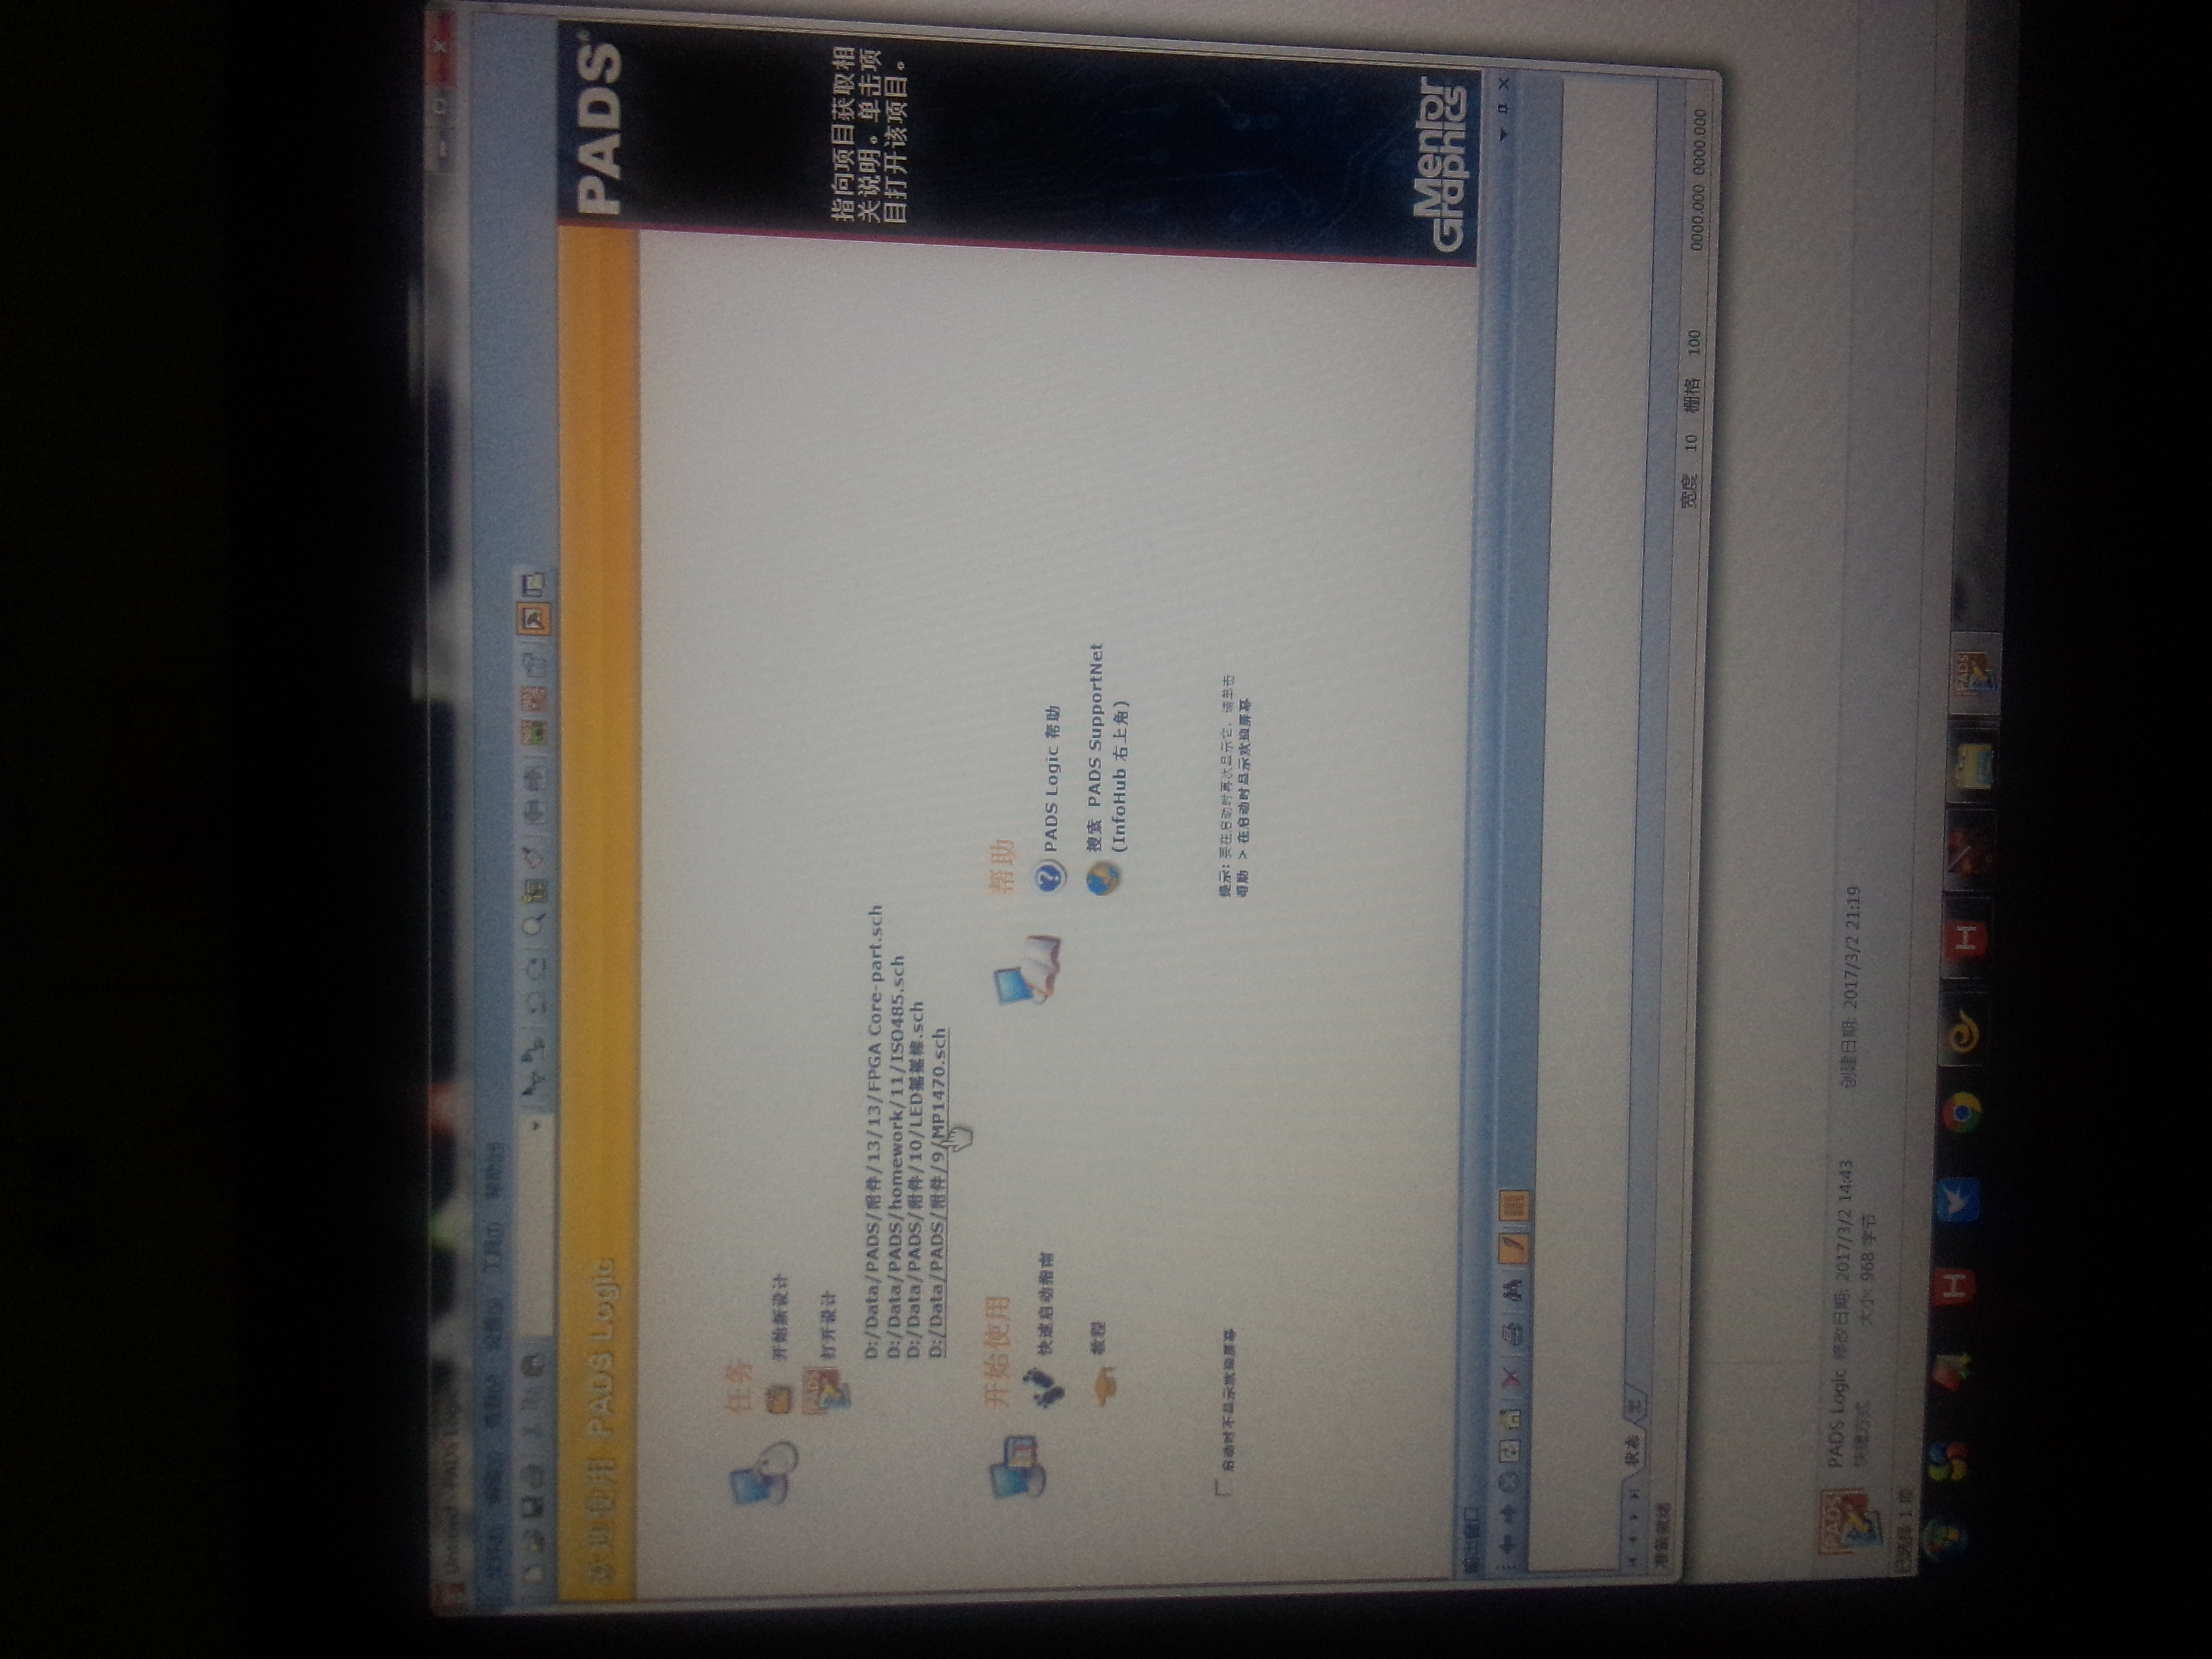 Untitled - PADS Logic
文件(F) 编辑(E) 查看(V) 设置(S) 工具(T) 帮助(H)
欢迎使用 PADS Logic
PADS®
任务
开始新设计
打开设计
D:/Data/PADS/附件/13/13/FPGA Core-part.sch
D:/Data/PADS/homework/11/ISO485.sch
D:/Data/PADS/附件/10/LED摇摇棒.sch
D:/Data/PADS/附件/9/MP1470.sch
指向项目获取相
关说明。单击项
目打开该项目。
开始使用
快速启动指南
教程
帮助
PADS Logic 帮助
搜索 PADS SupportNet
(InfoHub 右上角)
启动时不显示欢迎屏幕
提示: 要在启动时再次显示它，请单击
帮助 > 在启动时显示欢迎屏幕
Mentor
Graphics
输出窗口
状态 宏
准备就绪
宽度 10 栅格 100 0000.000 0000.000
PADS Logic 修改日期: 2017/3/2 14:43 创建日期: 2017/3/2 21:19
快捷方式 大小: 968 字节
已选择 1 项